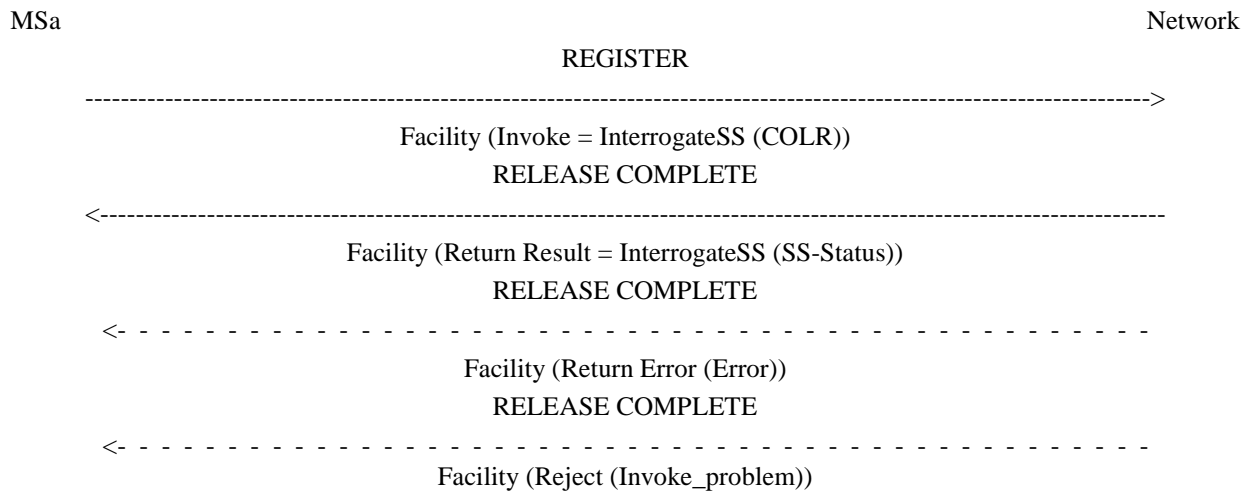 MSa Network
REGISTER
------------------------------------------------------------------------------------------------------------------------>
Facility (Invoke = InterrogateSS (COLR))
RELEASE COMPLETE
<------------------------------------------------------------------------------------------------------------------------
Facility (Return Result = InterrogateSS (SS-Status))
RELEASE COMPLETE
<- - - - - - - - - - - - - - - - - - - - - - - - - - - - - - - - - - - - - - - - - - - - - - - - - - - - - - - - -
Facility (Return Error (Error))
RELEASE COMPLETE
<- - - - - - - - - - - - - - - - - - - - - - - - - - - - - - - - - - - - - - - - - - - - - - - - - - - - - - - - -
Facility (Reject (Invoke_problem))